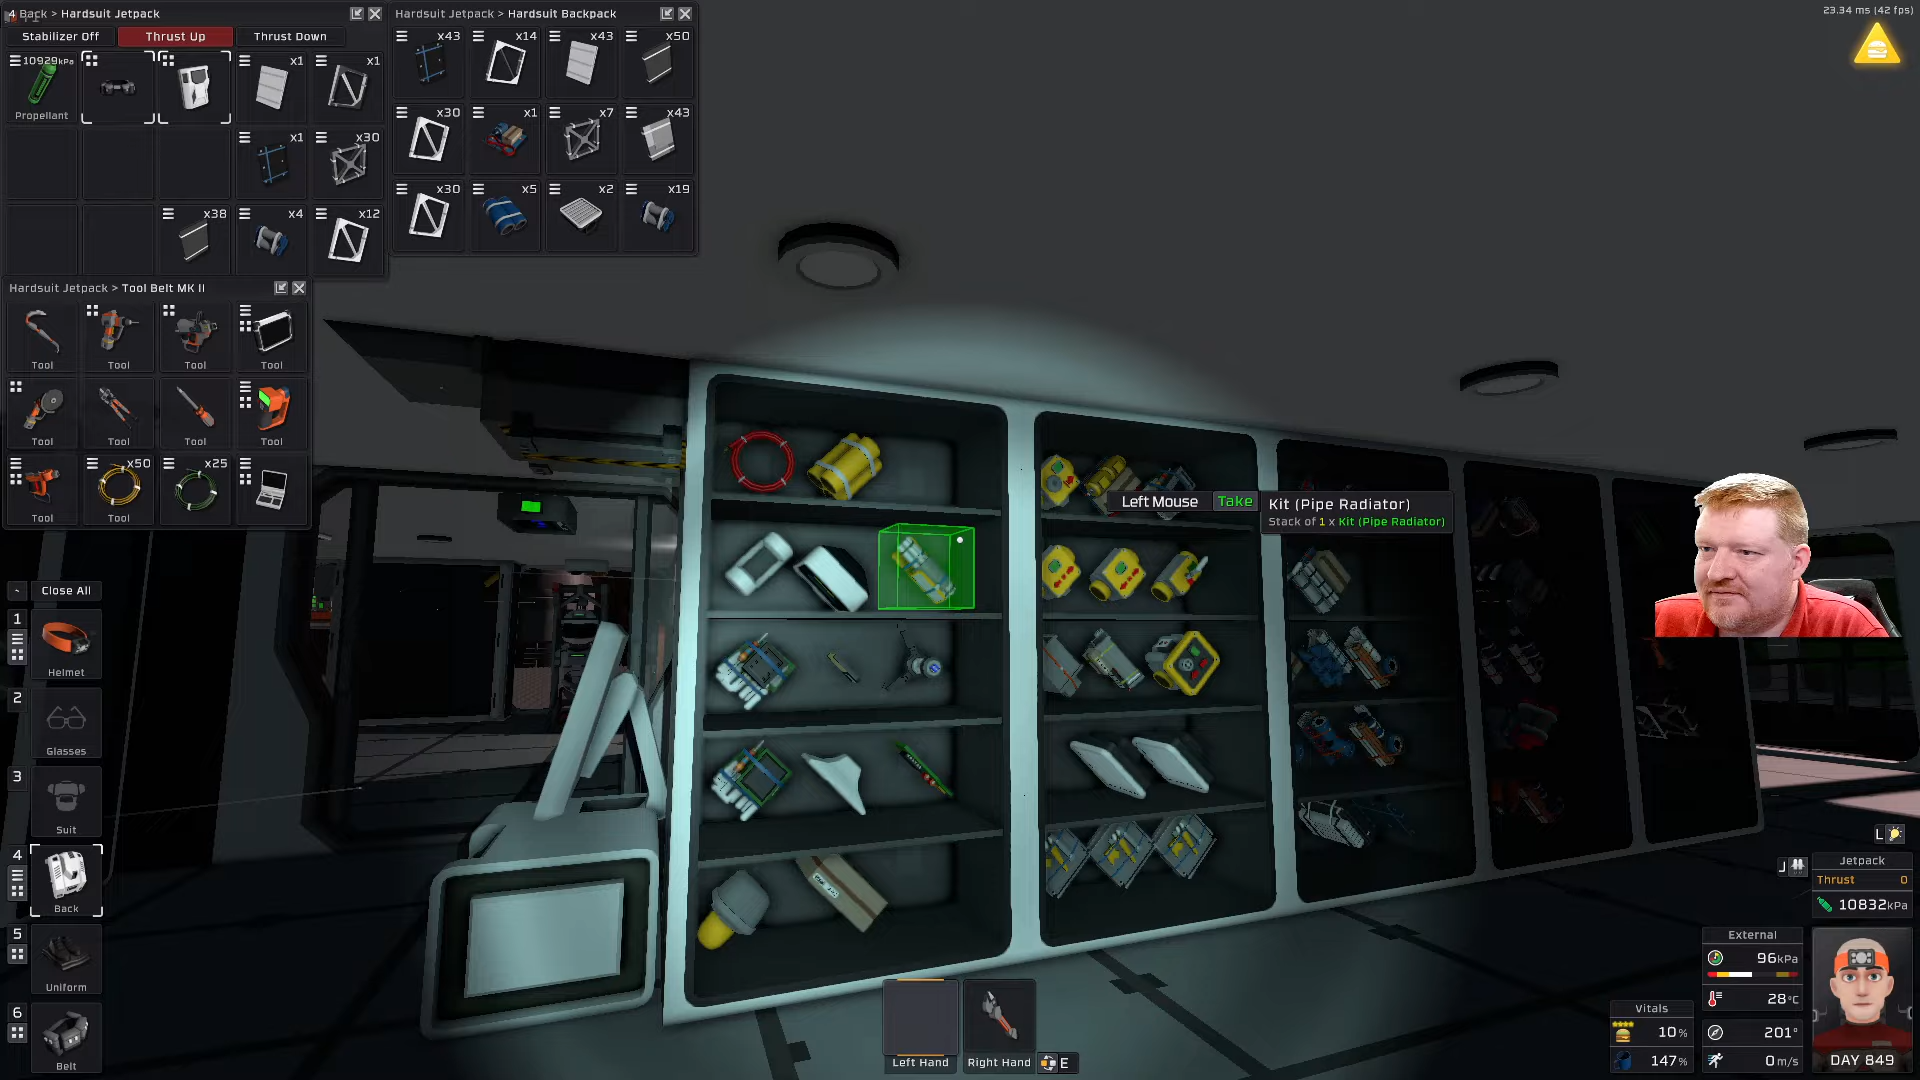 4 Back > Hardsuit Jetpack
Stabilizer Off
Thrust Up
Thrust Down
10929kPa
x1
x1
Propellant
x1
x30
x38
x4
x12
Hardsuit Jetpack > Hardsuit Backpack
x43
x14
x43
x50
x30
x1
x7
x43
x30
x5
x2
x19
23.34 ms (42 fps)
Hardsuit Jetpack > Tool Belt MK II
Tool
Tool
Tool
Tool
Tool
Tool
Tool
Tool
x50
x25
Tool
Tool
Tool
~
Close All
1
Helmet
2
Glasses
3
Suit
4
Back
5
Uniform
6
Belt
Left Mouse
Take
Kit (Pipe Radiator)
Stack of 1 x Kit (Pipe Radiator)
Left Hand
Right Hand
E
L
J
Jetpack
Thrust 0
10832kPa
External
96kPa
28°C
Vitals
10%
147%
201°
0m/s
DAY 849